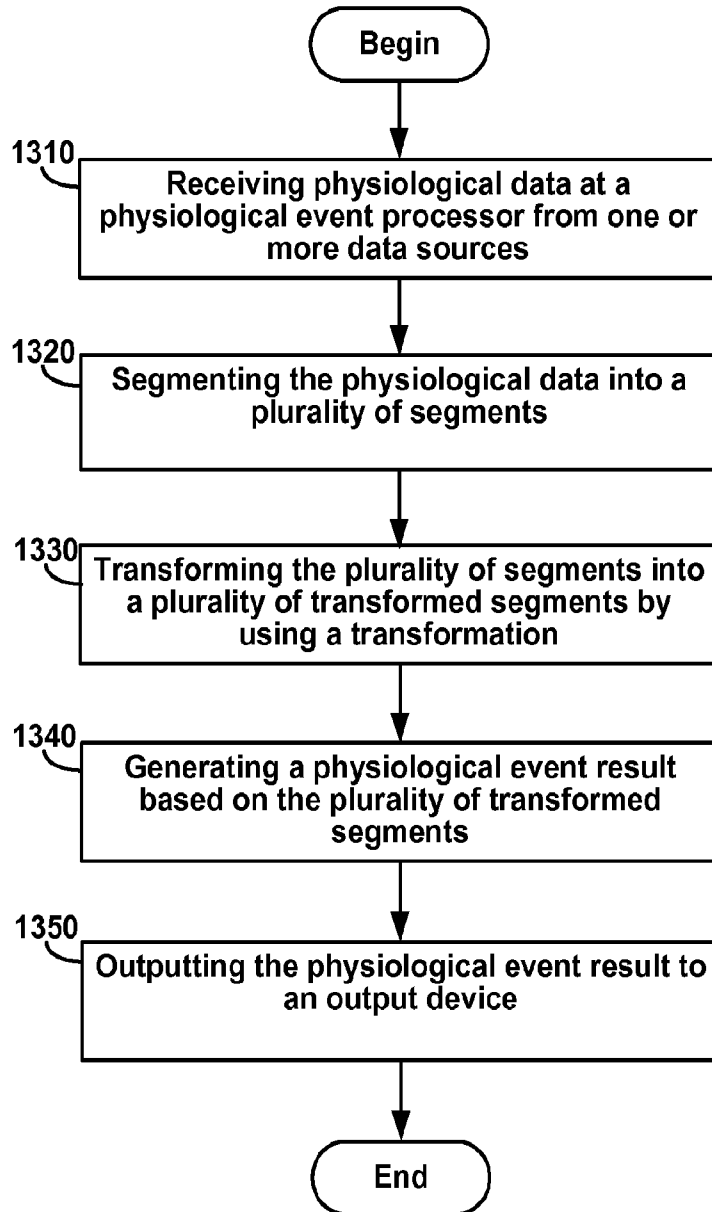 Begin
1310
Receiving physiological data at a
physiological event processor from one or
more data sources
1320
Segmenting the physiological data into a
plurality of segments
1330
Transforming the plurality of segments into
a plurality of transformed segments by
using a transformation
1340
Generating a physiological event result
based on the plurality of transformed
segments
1350
Outputting the physiological event result to
an output device
End